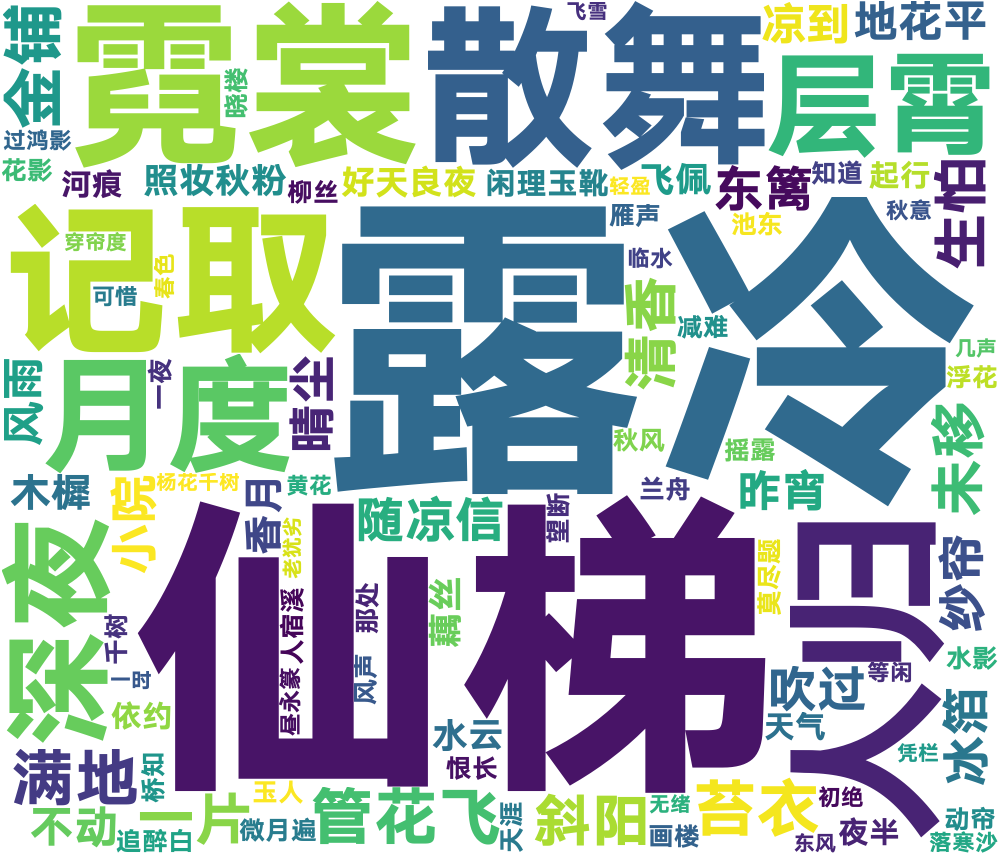 金铺
霓裳
晓楼
散舞
飞雪
凉到
地花平
层霄
过鸿影
花影
河痕
照妆秋粉
柳丝
好天良夜
闲理玉靴
轻盈
飞佩
东篱
知道
起行
生怕
秋意
雁声
池东
记取
穿帘度
可惜
春色
露冷
临水
清香
减难
几声
浮花
风雨
月度
一夜
晴尘
秋风
摇露
未移
木樨
小院
杨花千树
香月
黄花
随凉信
望断
兰舟
昨宵
老犹劣
深夜
仙梯
人归
纱帘
莫尽题
千树
一时
依约
昼永篆
人宿溪
那处
风声
藕丝
水影
等闲
吹过
天气
冰箔
水云
恨长
凭栏
满地
桥知
玉人
不动
一片
追醉白
微月遍
管花飞
天涯
斜阳
无绪
画楼
苔衣
初绝
东风
夜半
动帘
落寒沙